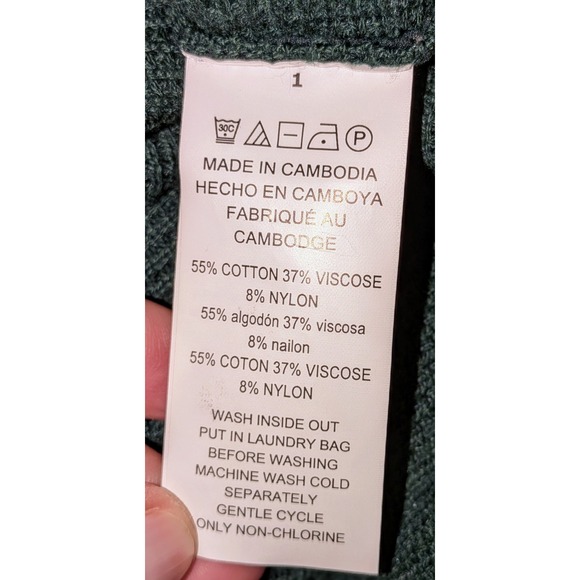 1
30C P
MADE IN CAMBODIA
HECHO EN CAMBOYA
FABRIQUÉ AU
CAMBODGE
55% COTTON 37% VISCOSE
8% NYLON
55% algodón 37% viscosa
8% nailon
55% COTON 37% VISCOSE
8% NYLON
WASH INSIDE OUT
PUT IN LAUNDRY BAG
BEFORE WASHING
MACHINE WASH COLD
SEPARATELY
GENTLE CYCLE
ONLY NON-CHLORINE